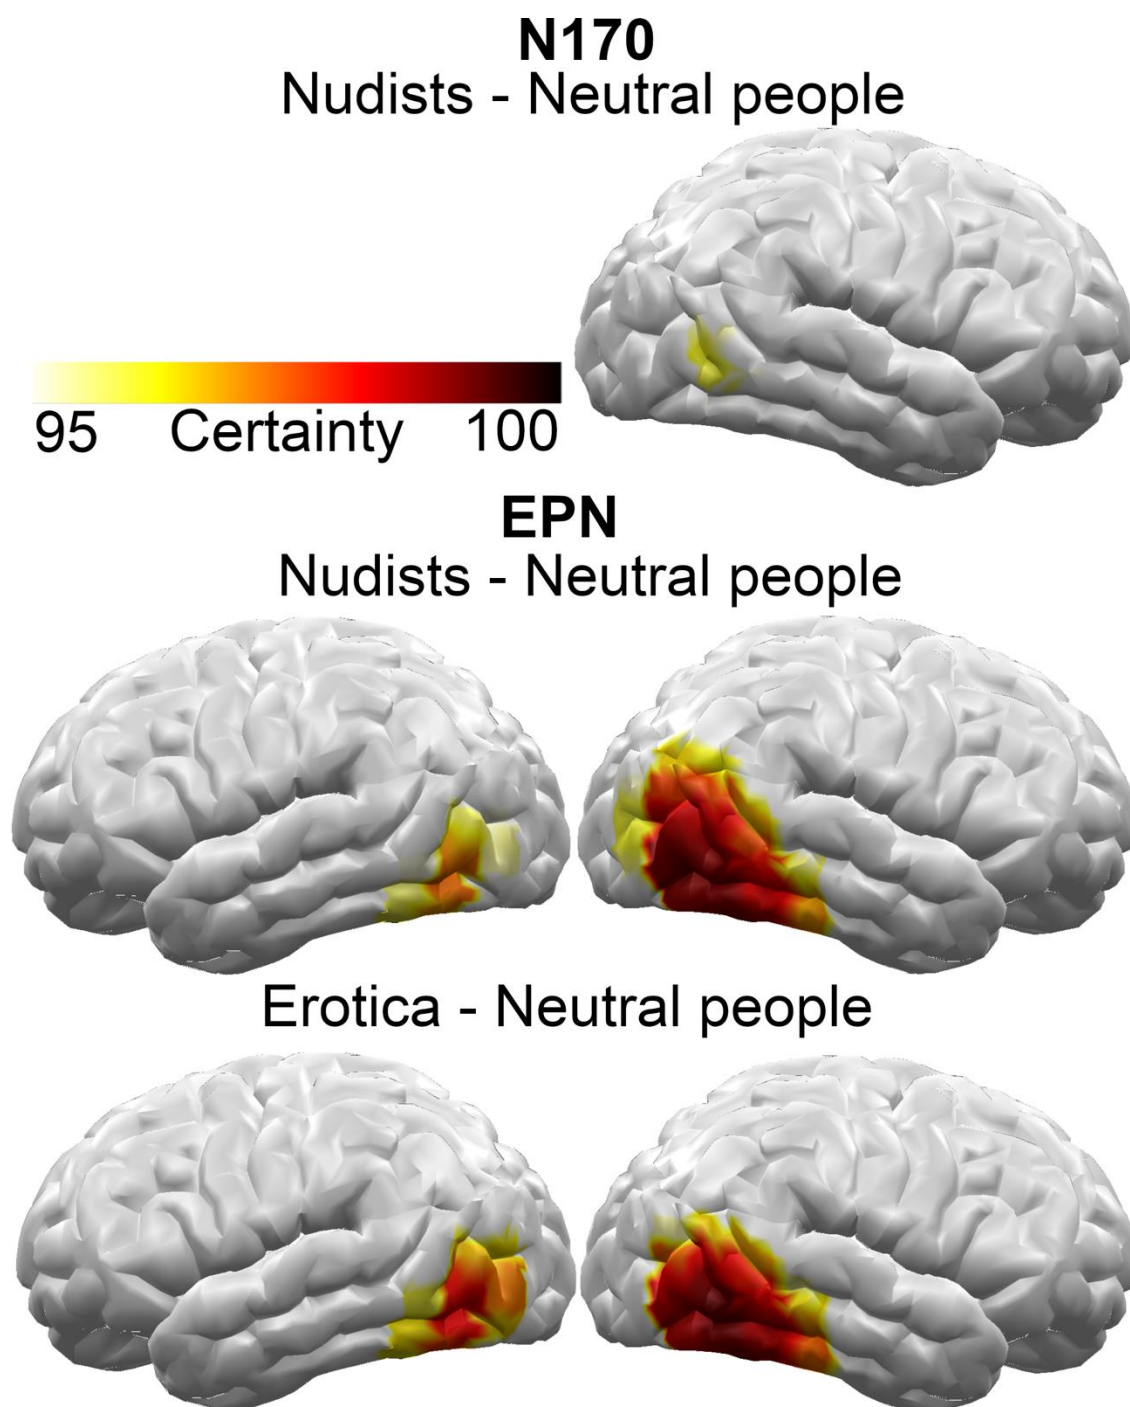 N170
Nudists - Neutral people
95 Certainty 100
EPN
Nudists - Neutral people
Erotica - Neutral people